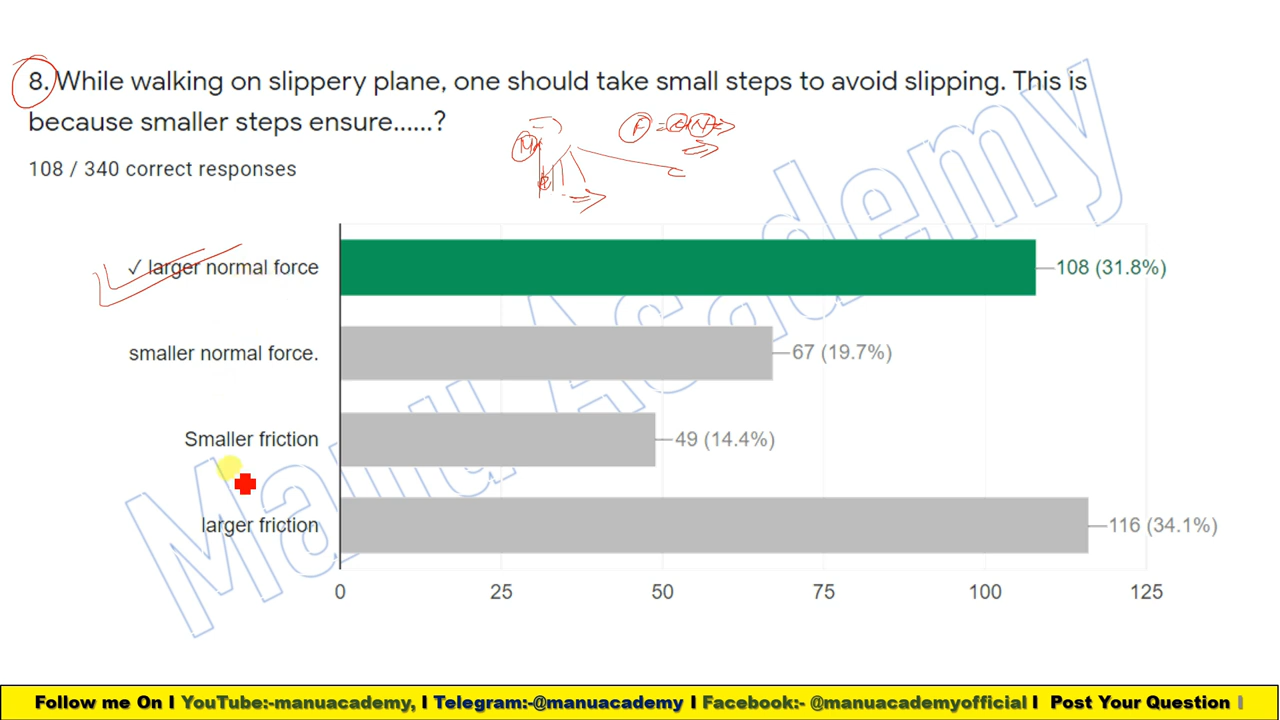 8. While walking on slippery plane, one should take small steps to avoid slipping. This is
because smaller steps ensure......?
108 / 340 correct responses
✓ larger normal force
108 (31.8%)
smaller normal force.
67 (19.7%)
Smaller friction
49 (14.4%)
larger friction
116 (34.1%)
0 25 50 75 100 125
Manu Academy
Follow me On I YouTube:-manuacademy, I Telegram:-@manuacademy I Facebook:- @manuacademyofficial I Post Your Question I